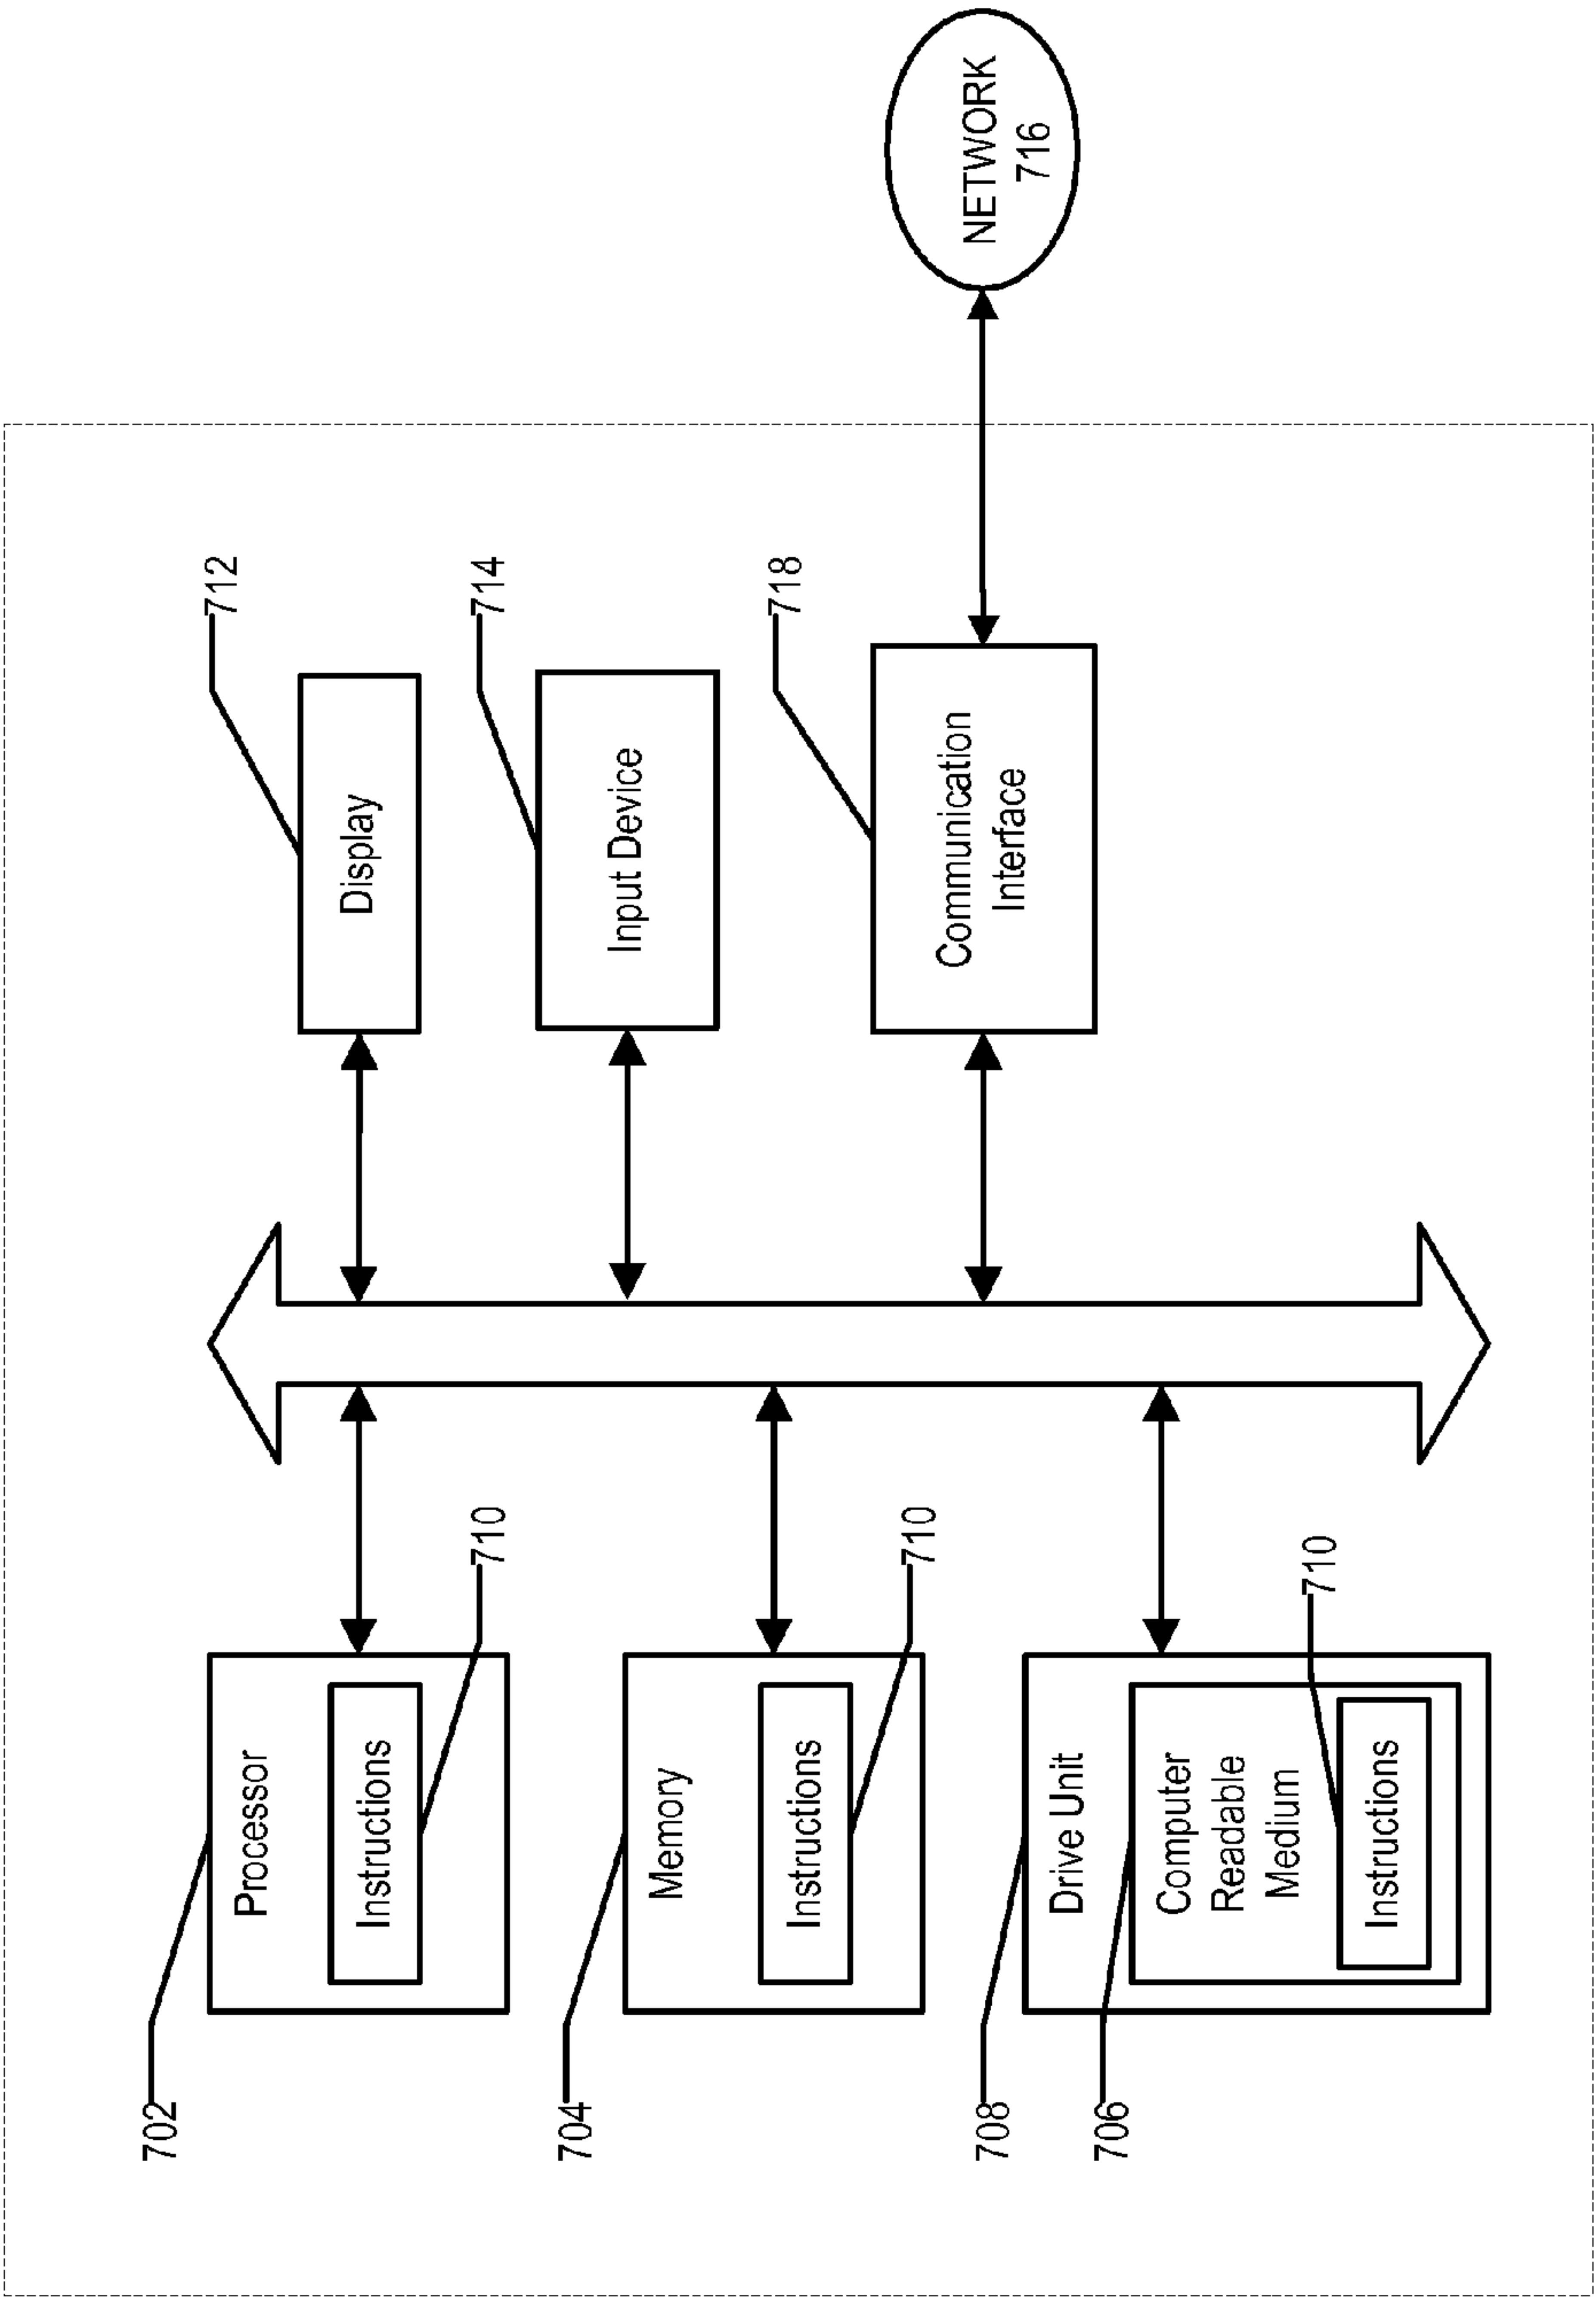 702
Processor
Instructions
710
704
Memory
Instructions
710
708
Drive Unit
706
Computer
Readable
Medium
Instructions
710
712
Display
714
Input Device
718
Communication
Interface
NETWORK
716